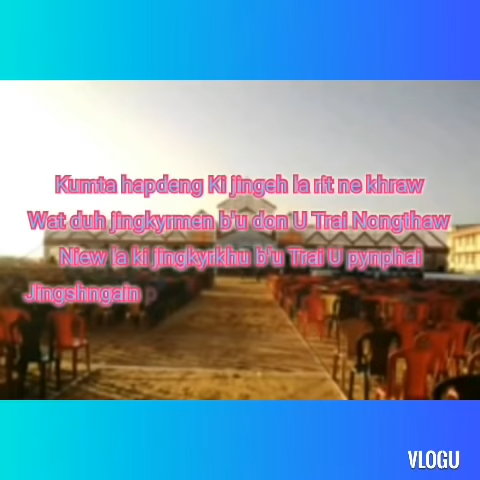 Kumta hapdeng Ki jingeh la rit ne khraw
Wat duh jingkyrmen b'u don U Trai Nongthaw
Niew la ki jingkyrkhu b'u Trai U pynphai
Jingshngain p
VLOGU